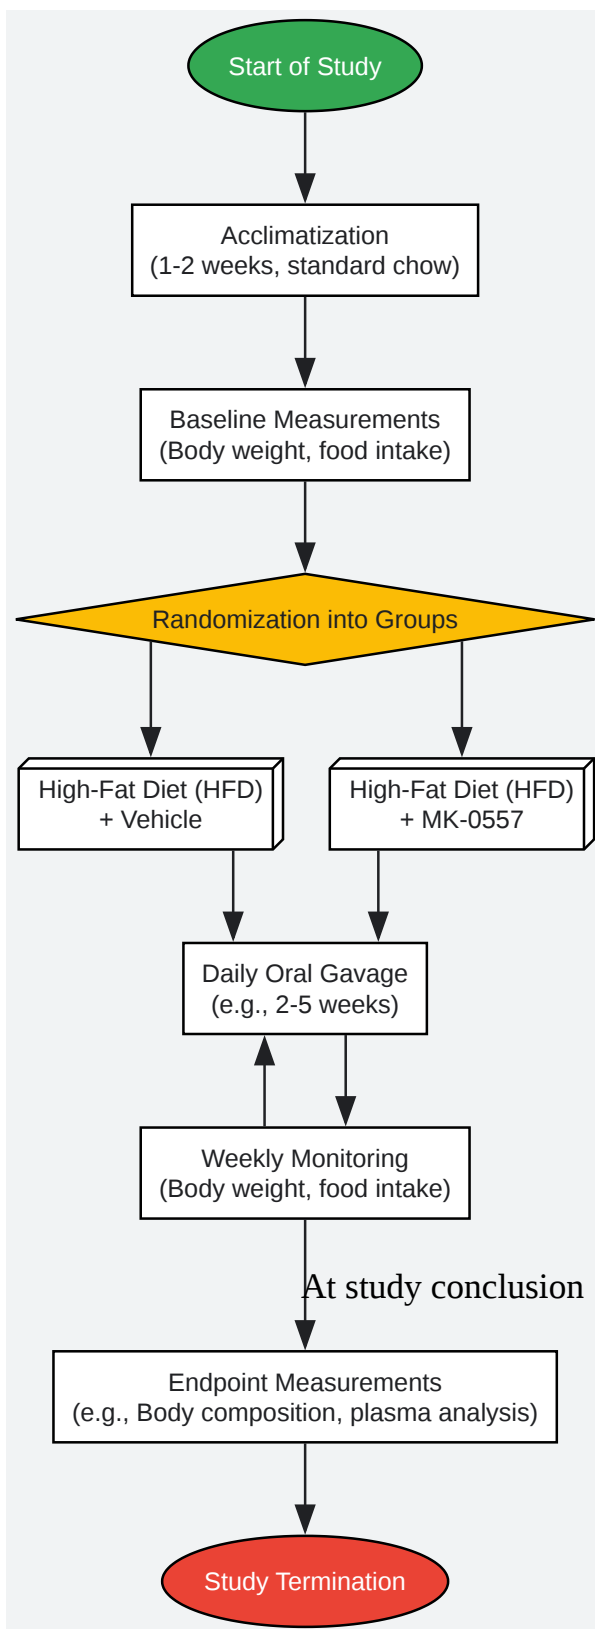 Start of Study
Acclimatization
(1-2 weeks, standard chow)
Baseline Measurements
(Body weight, food intake)
Randomization into Groups
High-Fat Diet (HFD)
+ Vehicle
High-Fat Diet (HFD)
+ MK-0557
Daily Oral Gavage
(e.g., 2-5 weeks)
Weekly Monitoring
(Body weight, food intake)
At study conclusion
Endpoint Measurements
(e.g., Body composition, plasma analysis)
Study Termination